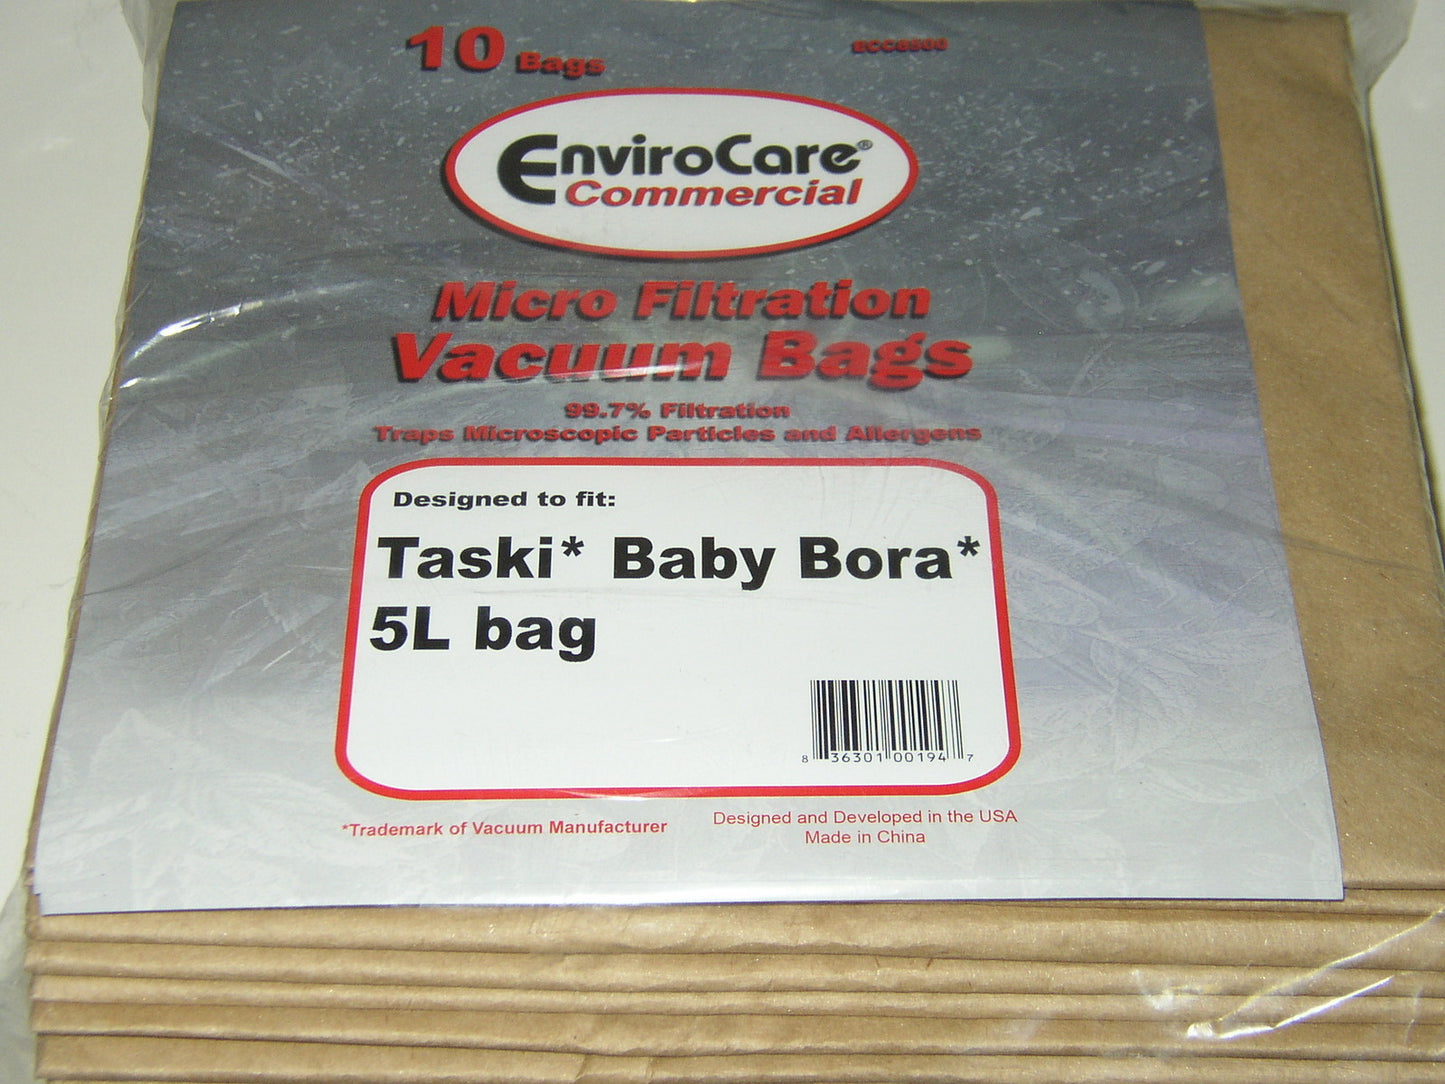 10 Bags
EnviroCare®
Commercial
Micro Filtration
Vacuum Bags
99.7% Filtration
Traps Microscopic Particles and Allergens
Designed to fit:
Taski* Baby Bora*
5L bag
8 36301 00194 7
*Trademark of Vacuum Manufacturer
Designed and Developed in the USA
Made in China